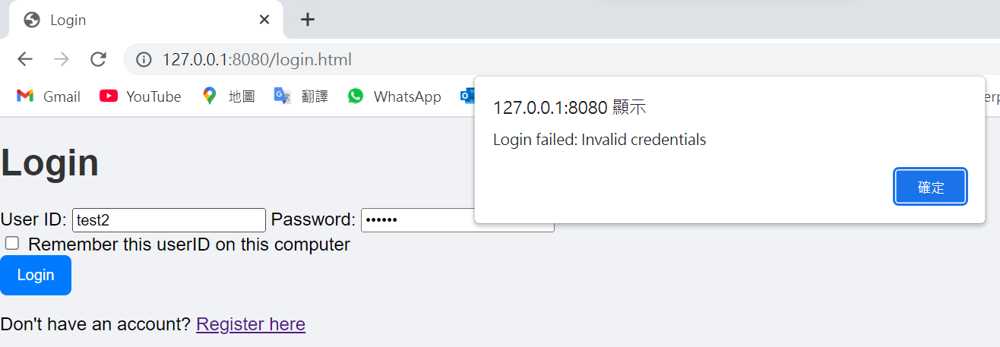 Login
127.0.0.1:8080/login.html
Gmail YouTube 地圖 翻譯 WhatsApp
127.0.0.1:8080 顯示
Login failed: Invalid credentials
確定
Login
User ID: test2 Password: ••••••
Remember this userID on this computer
Login
Don't have an account? Register here